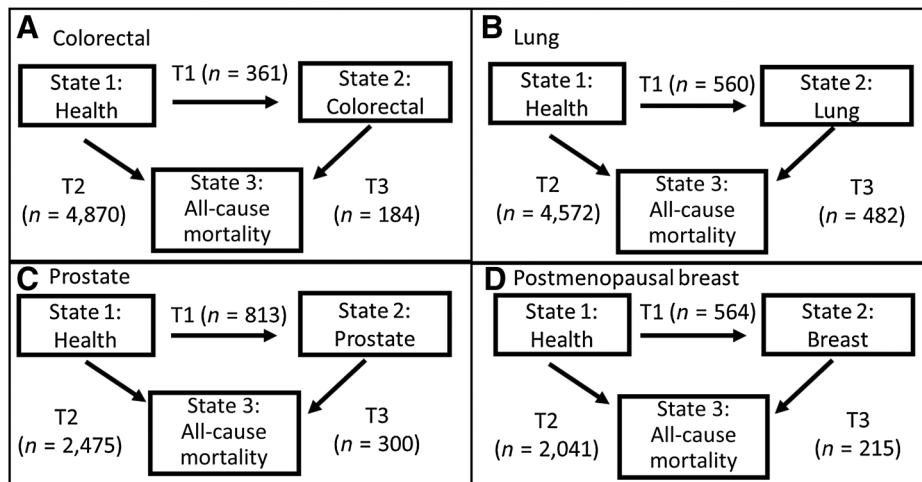 A Colorectal
State 1:
Health
T1 (n = 361)
State 2:
Colorectal
T2
(n = 4,870)
State 3:
All-cause
mortality
T3
(n = 184)
B Lung
State 1:
Health
T1 (n = 560)
State 2:
Lung
T2
(n = 4,572)
State 3:
All-cause
mortality
T3
(n = 482)
C Prostate
State 1:
Health
T1 (n = 813)
State 2:
Prostate
T2
(n = 2,475)
State 3:
All-cause
mortality
T3
(n = 300)
D Postmenopausal breast
State 1:
Health
T1 (n = 564)
State 2:
Breast
T2
(n = 2,041)
State 3:
All-cause
mortality
T3
(n = 215)